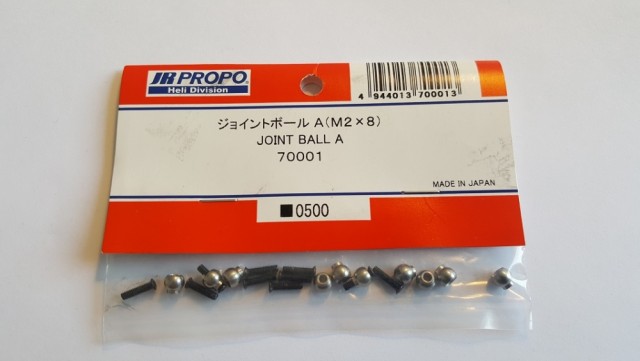 JR PROPO
Heli Division
4 944013 700013
ジョイントボール A(M2×8)
JOINT BALL A
70001
MADE IN JAPAN
■0500